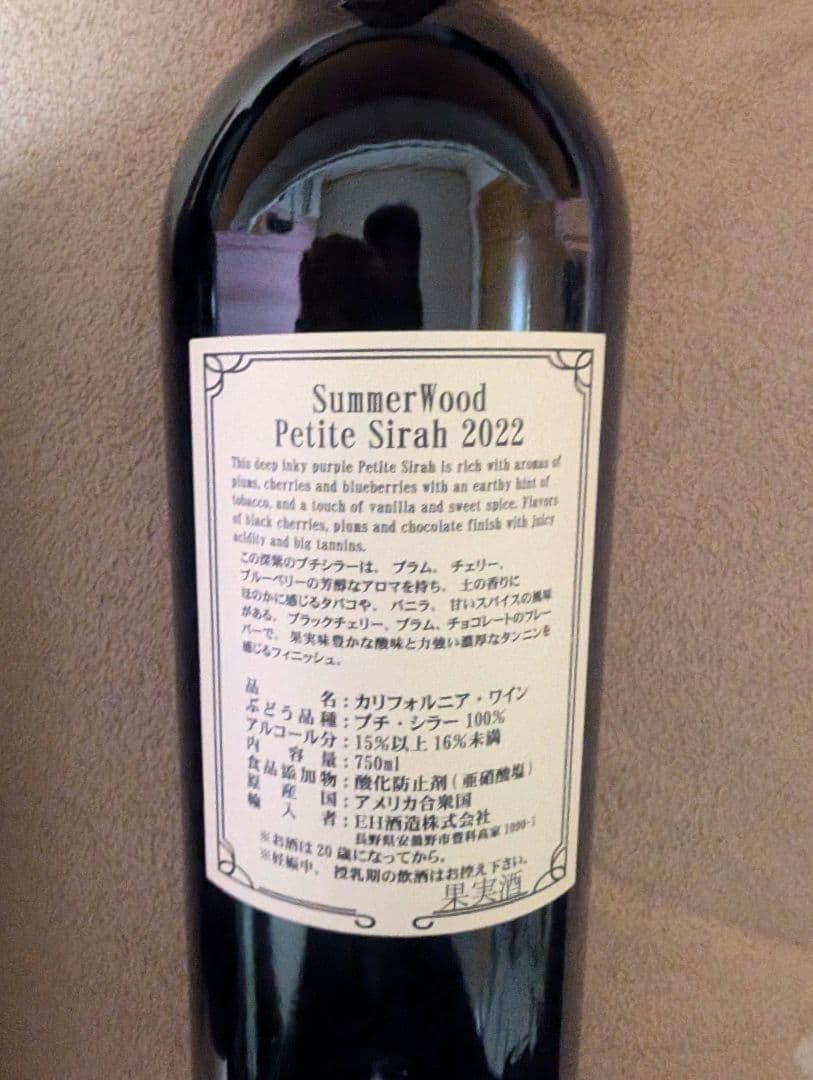 SummerWood
Petite Sirah 2022
This deep inky purple Petite Sirah is rich with aromas of
plums, cherries and blueberries with an earthy hint of
tobacco, and a touch of vanilla and sweet spice. Flavors
of black cherries, plums and chocolate finish with juicy
acidity and big tannins.
この深紫のプチシラーは、プラム、チェリー、
ブルーベリーの芳醇なアロマを持ち、土の香りに
ほのかに感じるタバコや、バニラ、甘いスパイスの風味
がある。ブラックチェリー、プラム、チョコレートのフレー
バーで、果実味豊かな酸味と力強い濃厚なタンニンを
感じるフィニッシュ。
品名：カリフォルニア・ワイン
ぶどう品種：プチ・シラー 100%
アルコール分：15%以上 16%未満
内容量：750ml
食品添加物：酸化防止剤(亜硝酸塩)
原産国：アメリカ合衆国
輸入者：EH酒造株式会社
長野県安曇野市豊科高家 1090-1
※お酒は 20 歳になってから。
※妊娠中、授乳期の飲酒はお控え下さい。
果実酒